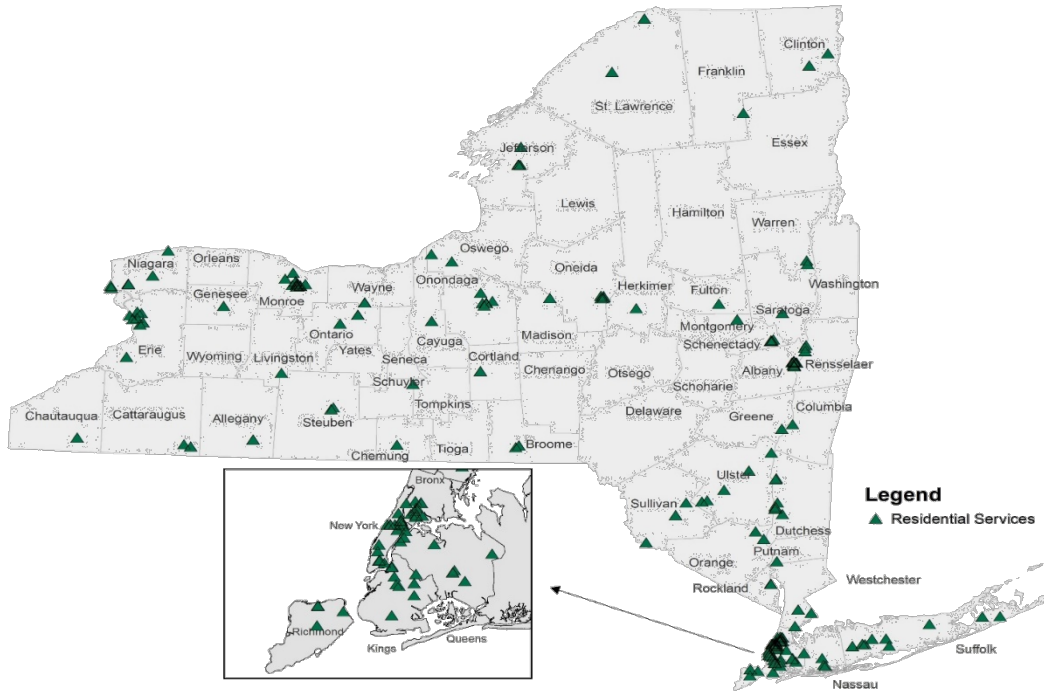 Clinton
Franklin
St. Lawrence
Essex
Jefferson
Lewis
Hamilton
Warren
Oswego
Oneida
Niagara
Orleans
Onondaga
Wayne
Herkimer
Fulton
Washington
Genesee
Monroe
Saratoga
Montgomery
Ontario
Madison
Schenectady
Cayuga
Erie
Wyoming
Livingston
Yates
Seneca
Cortland
Albany
Rensselaer
Chenango
Otsego
Schuyler
Schoharie
Tompkins
Columbia
Chautauqua
Cattaraugus
Allegany
Steuben
Delaware
Greene
Chemung
Tioga
Broome
Bronx
Ulster
Legend
Sullivan
Residential Services
New York
Dutchess
Putnam
Orange
Westchester
Rockland
Richmond
Queens
Kings
Suffolk
Nassau